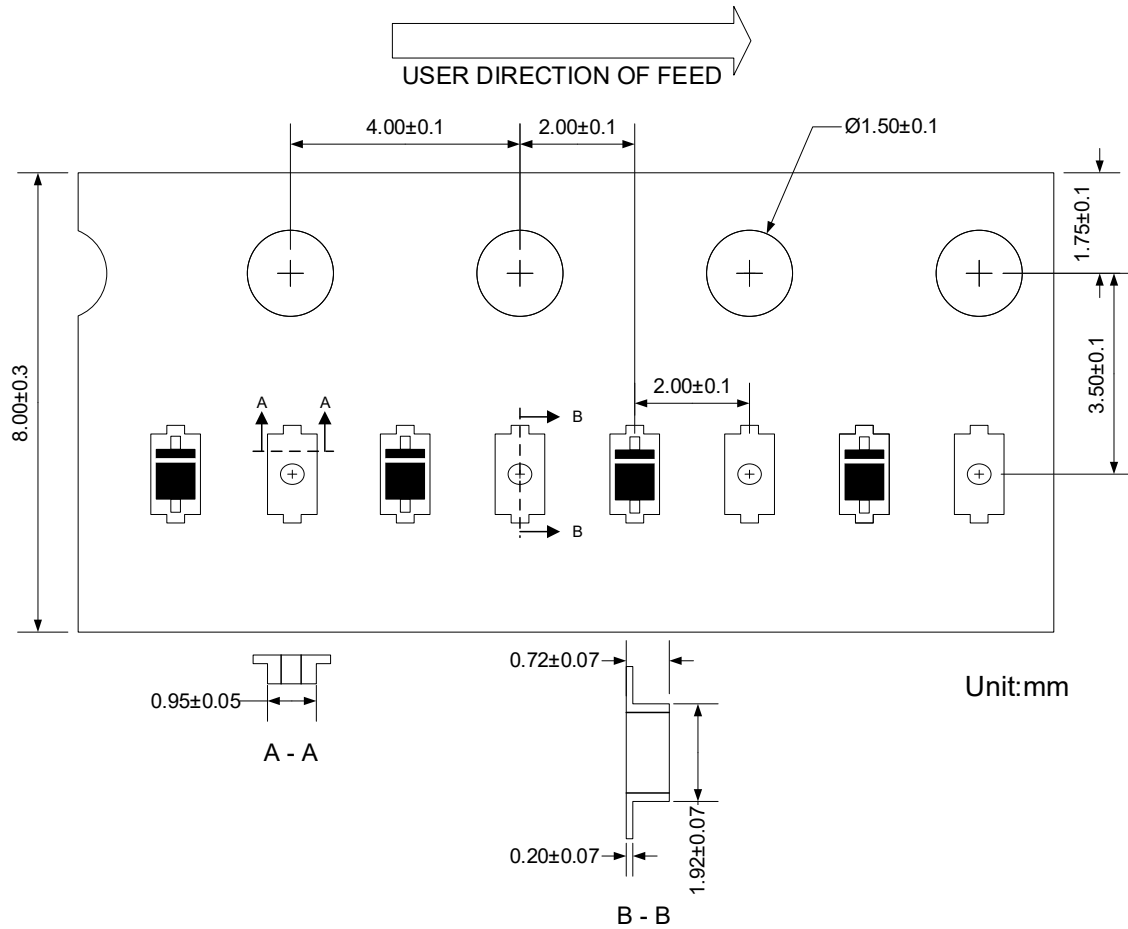 USER DIRECTION OF FEED
4.00±0.1
2.00±0.1
Ø1.50±0.1
1.75±0.1
8.00±0.3
3.50±0.1
2.00±0.1
A
A
B
B
0.72±0.07
0.95±0.05
Unit:mm
A - A
1.92±0.07
0.20±0.07
B - B